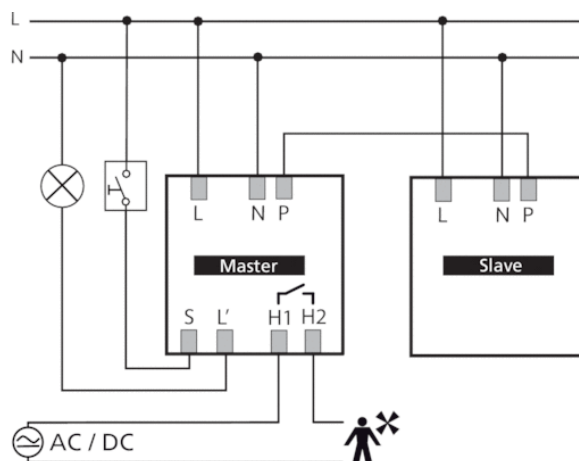 L
N
L N P
L N P
Master
Slave
S L' H1 H2
AC / DC